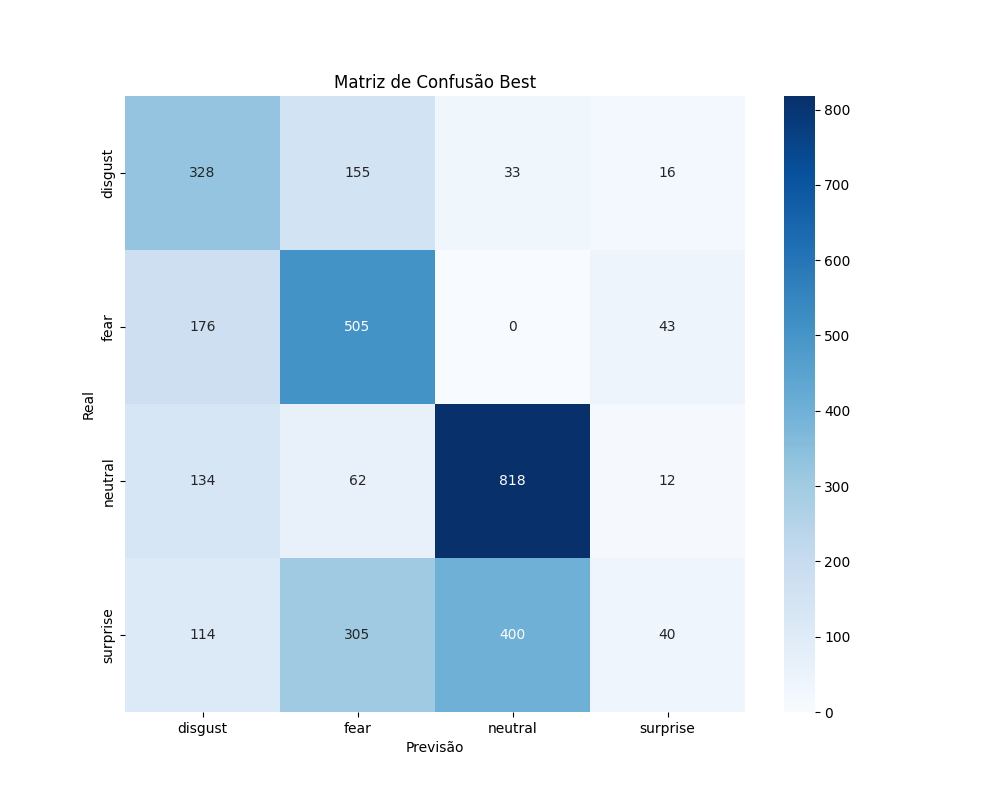 Matriz de Confusão Best
Real
disgust 328 155 33 16
fear 176 505 0 43
neutral 134 62 818 12
surprise 114 305 400 40
disgust fear neutral surprise
Previsão
800
700
600
500
400
300
200
100
0